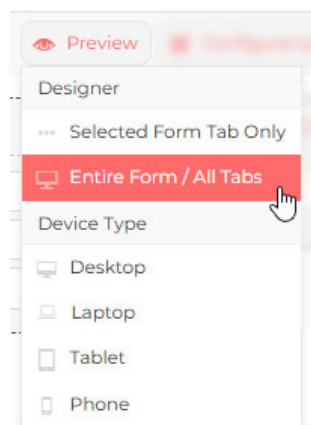 Preview
Designer
Selected Form Tab Only
Entire Form / All Tabs
Device Type
Desktop
Laptop
Tablet
Phone